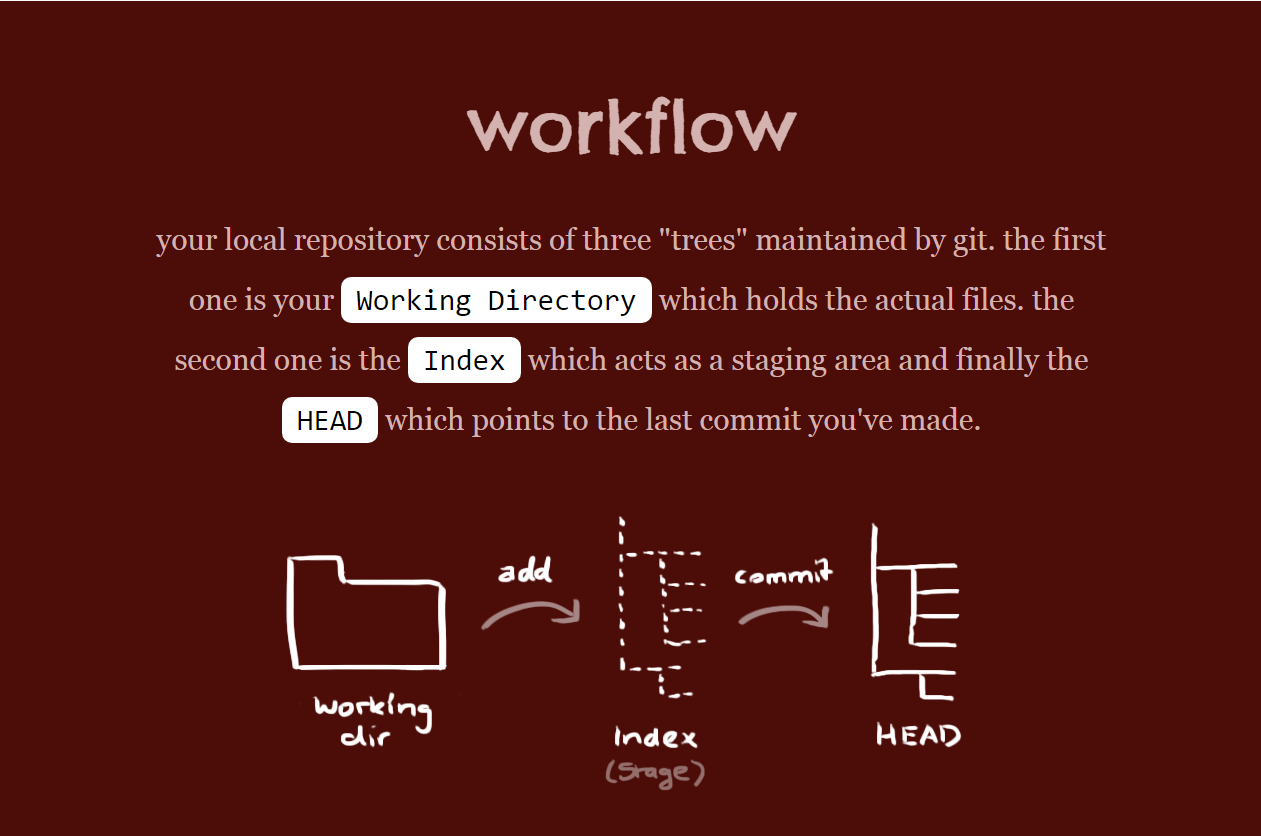 workflow
your local repository consists of three "trees" maintained by git. the first
one is your Working Directory which holds the actual files. the
second one is the Index which acts as a staging area and finally the
HEAD which points to the last commit you've made.
add
commit
working
dir
Index
(Stage)
HEAD